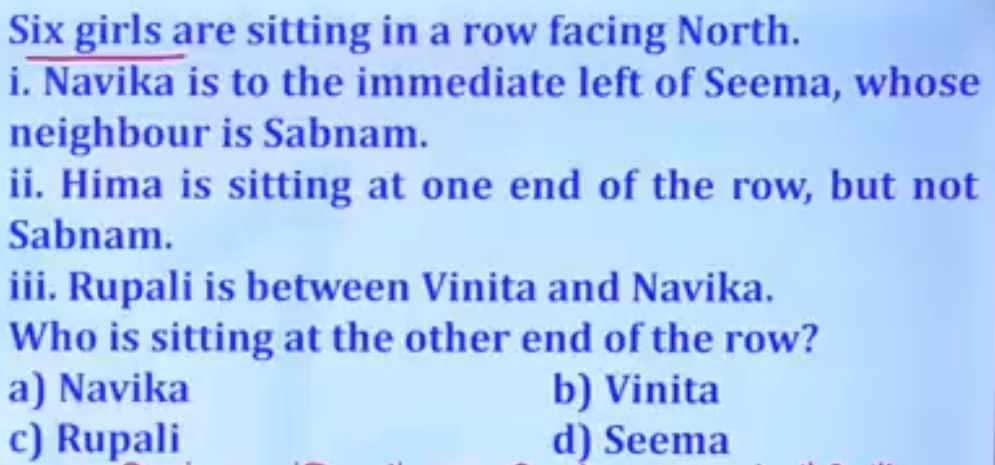 Six girls are sitting in a row facing North.
i. Navika is to the immediate left of Seema, whose
neighbour is Sabnam.
ii. Hima is sitting at one end of the row, but not
Sabnam.
iii. Rupali is between Vinita and Navika.
Who is sitting at the other end of the row?
a) Navika b) Vinita
c) Rupali d) Seema